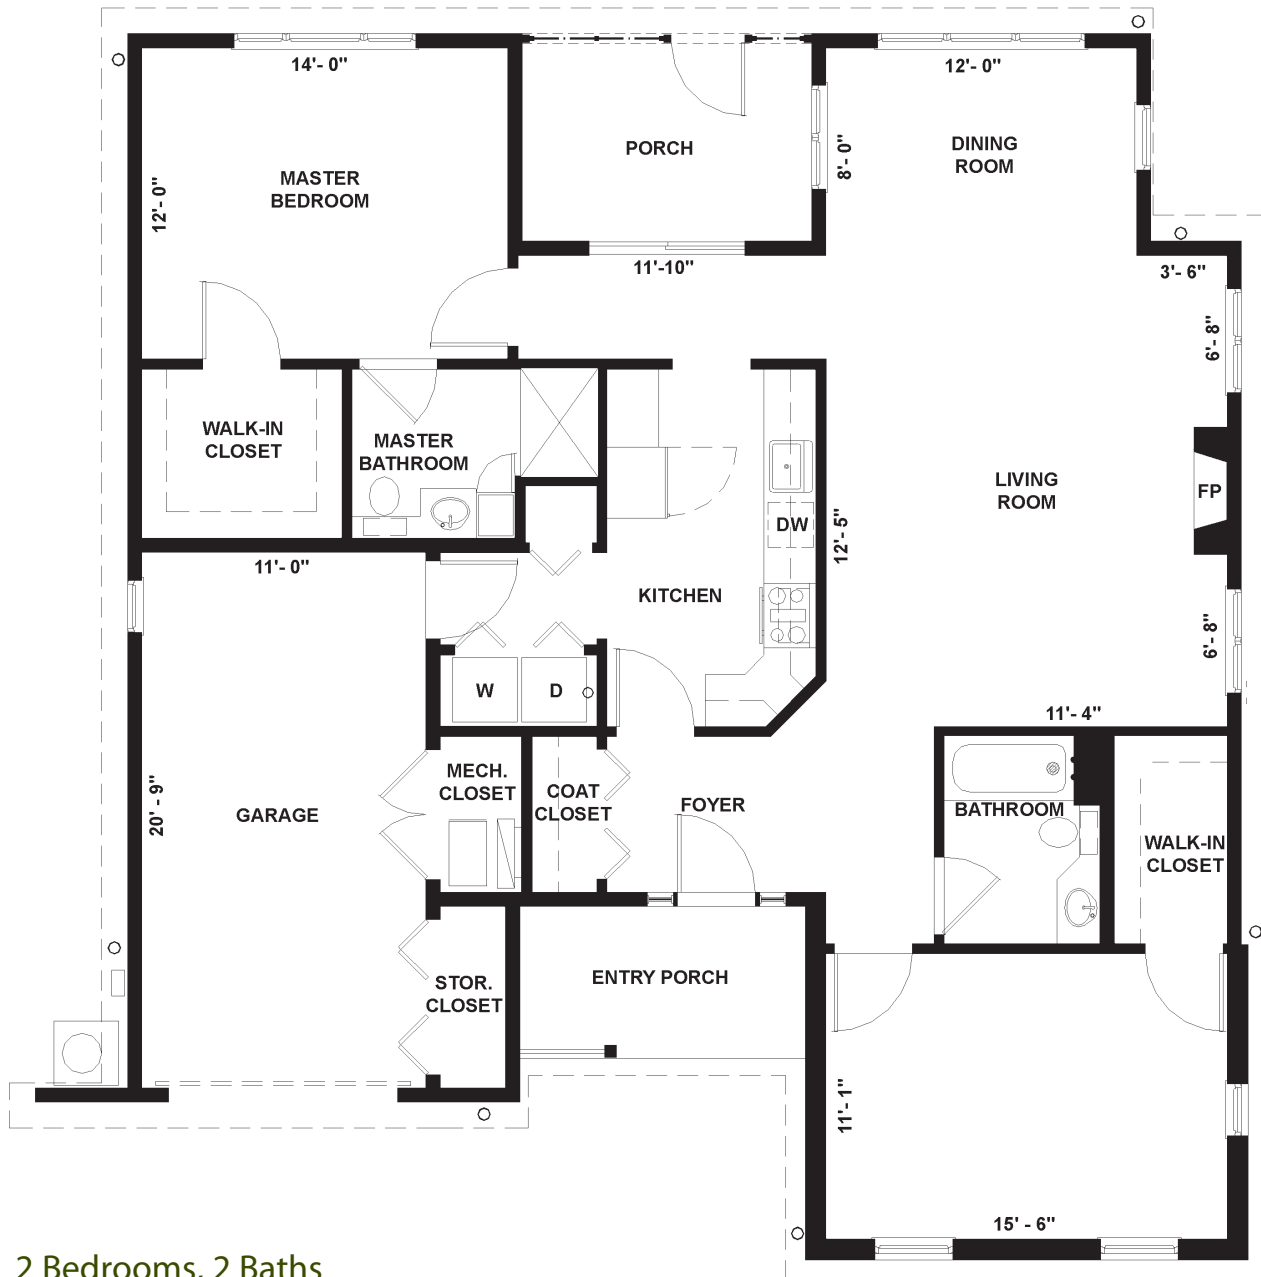 14'- 0"
12'- 0"
MASTER
BEDROOM
PORCH
8'- 0"
DINING
ROOM
12'- 0"
11'-10"
3'- 6"
6'- 8"
WALK-IN
CLOSET
MASTER
BATHROOM
LIVING
ROOM
FP
DW
12'- 5"
KITCHEN
11'- 0"
6'- 8"
W
D
11'- 4"
20' - 9"
GARAGE
MECH.
CLOSET
COAT
CLOSET
FOYER
BATHROOM
WALK-IN
CLOSET
STOR.
CLOSET
ENTRY PORCH
11'- 1"
15' - 6"
2 Bedrooms, 2 Baths